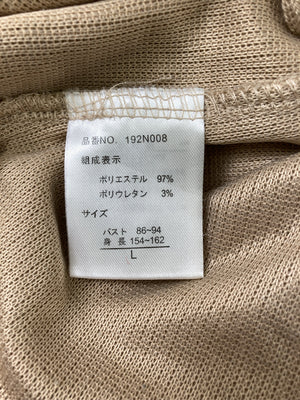 品番NO. 192N008
組成表示
ポリエステル 97%
ポリウレタン 3%
サイズ
バスト 86~94
身長 154~162
L